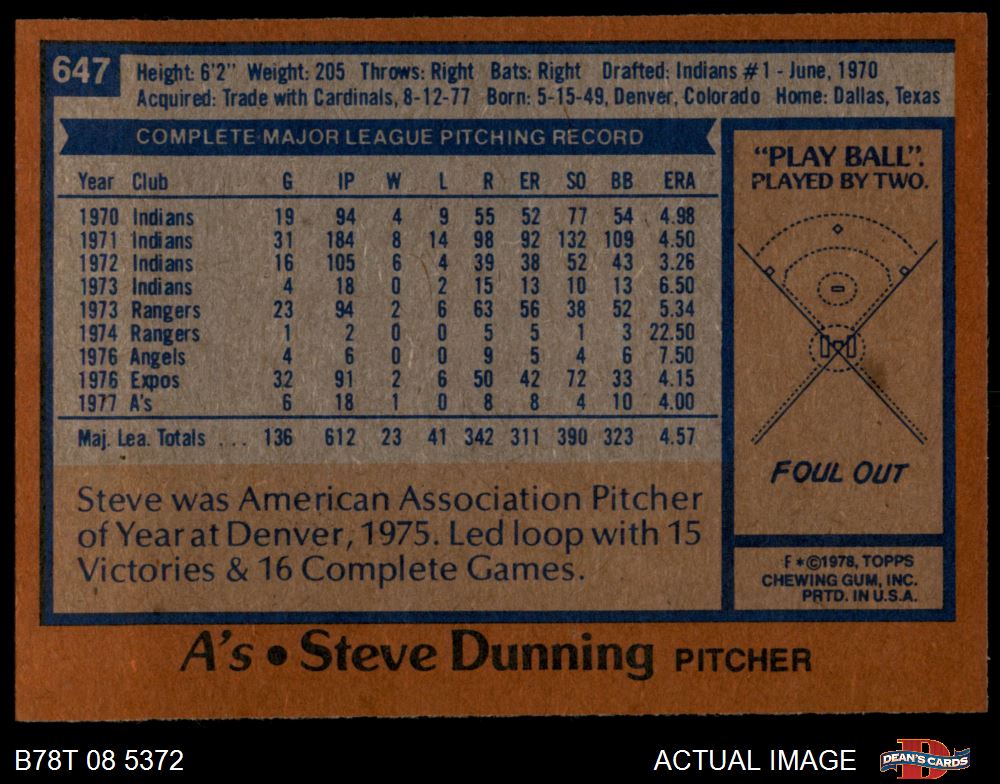 647
Height: 6'2" Weight: 205 Throws: Right Bats: Right Drafted: Indians #1 - June, 1970
Acquired: Trade with Cardinals, 8-12-77 Born: 5-15-49, Denver, Colorado Home: Dallas, Texas
COMPLETE MAJOR LEAGUE PITCHING RECORD
Year Club G IP W L R ER SO BB ERA
1970 Indians 19 94 4 9 55 52 77 54 4.98
1971 Indians 31 184 8 14 98 92 132 109 4.50
1972 Indians 16 105 6 4 39 38 52 43 3.26
1973 Indians 4 18 0 2 15 13 10 13 6.50
1973 Rangers 23 94 2 6 63 56 38 52 5.34
1974 Rangers 1 2 0 0 5 5 1 3 22.50
1976 Angels 4 6 0 0 9 5 4 6 7.50
1976 Expos 32 91 2 6 50 42 72 33 4.15
1977 A's 6 18 1 0 8 8 4 10 4.00
Maj. Lea. Totals ... 136 612 23 41 342 311 390 323 4.57
Steve was American Association Pitcher
of Year at Denver, 1975. Led loop with 15
Victories & 16 Complete Games.
"PLAY BALL".
PLAYED BY TWO.
FOUL OUT
F*©1978, TOPPS
CHEWING GUM, INC.
PRTD. IN U.S.A.
A's • Steve Dunning PITCHER
B78T 08 5372
ACTUAL IMAGE
D
DEAN'S CARDS